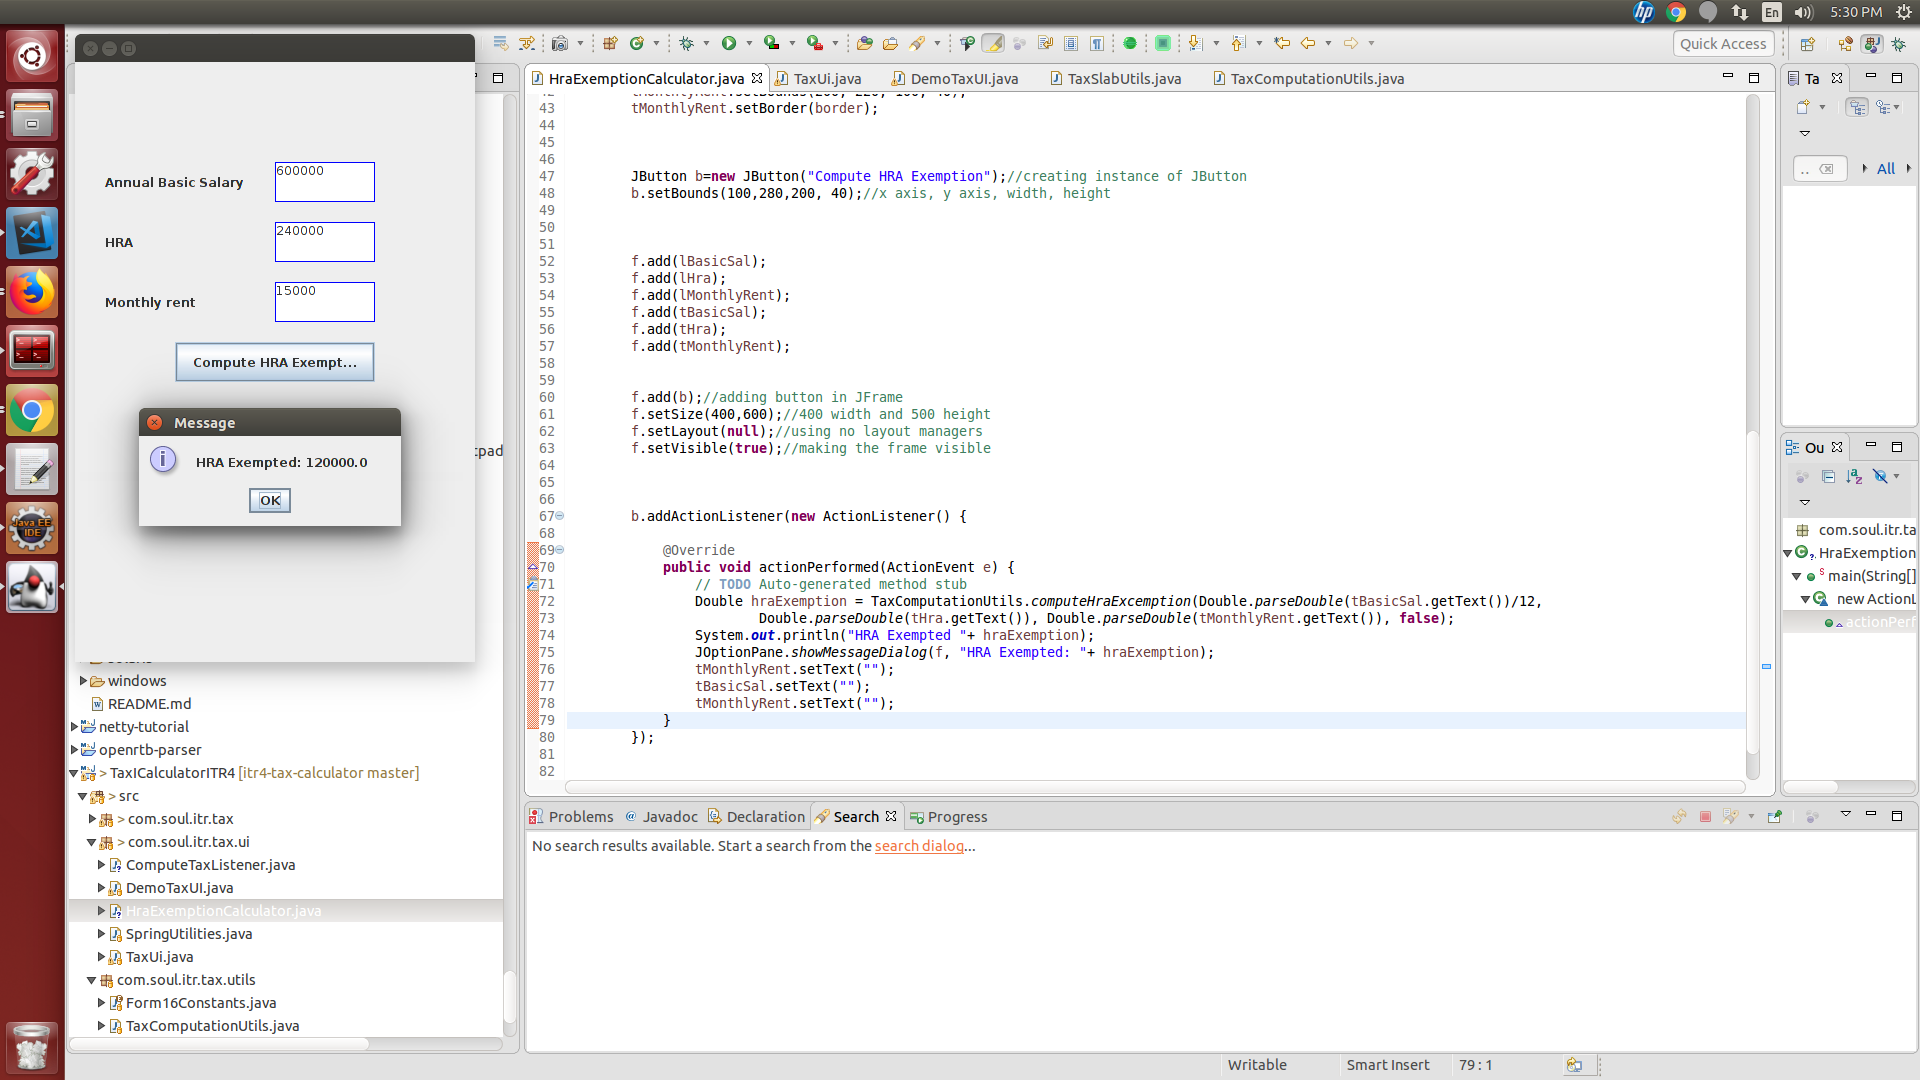 En
5:30 PM
Quick Access
Annual Basic Salary
600000
HRA
240000
Monthly rent
15000
Compute HRA Exempt...
Message
HRA Exempted: 120000.0
OK
windows
README.md
netty-tutorial
openrtb-parser
> TaxICalculatorITR4 [itr4-tax-calculator master]
> src
> com.soul.itr.tax
> com.soul.itr.tax.ui
ComputeTaxListener.java
DemoTaxUI.java
HraExemptionCalculator.java
SpringUtilities.java
TaxUi.java
com.soul.itr.tax.utils
Form16Constants.java
TaxComputationUtils.java
HraExemptionCalculator.java
TaxUi.java
DemoTaxUI.java
TaxSlabUtils.java
TaxComputationUtils.java
43 tMonthlyRent.setBorder(border);
44
45
46
47 JButton b=new JButton("Compute HRA Exemption");//creating instance of JButton
48 b.setBounds(100,280,200, 40);//x axis, y axis, width, height
49
50
51
52 f.add(lBasicSal);
53 f.add(lHra);
54 f.add(lMonthlyRent);
55 f.add(tBasicSal);
56 f.add(tHra);
57 f.add(tMonthlyRent);
58
59
60 f.add(b);//adding button in JFrame
61 f.setSize(400,600);//400 width and 500 height
62 f.setLayout(null);//using no layout managers
63 f.setVisible(true);//making the frame visible
64
65
66
67 b.addActionListener(new ActionListener() {
68
69 @Override
70 public void actionPerformed(ActionEvent e) {
71 // TODO Auto-generated method stub
72 Double hraExemption = TaxComputationUtils.computeHraExcemption(Double.parseDouble(tBasicSal.getText())/12,
73 Double.parseDouble(tHra.getText()), Double.parseDouble(tMonthlyRent.getText()), false);
74 System.out.println("HRA Exempted "+ hraExemption);
75 JOptionPane.showMessageDialog(f, "HRA Exempted: "+ hraExemption);
76 tMonthlyRent.setText("");
77 tBasicSal.setText("");
78 tMonthlyRent.setText("");
79 }
80 });
81
82
Problems
Javadoc
Declaration
Search
Progress
No search results available. Start a search from the search dialog...
Writable
Smart Insert
79 : 1
Ta
All
Ou
com.soul.itr.ta
HraExemption
main(String[]
new ActionL
actionPerf